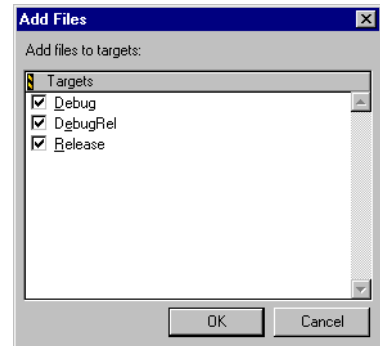 Add Files
Add files to targets:
Targets
Debug
DebugRel
Release
OK Cancel